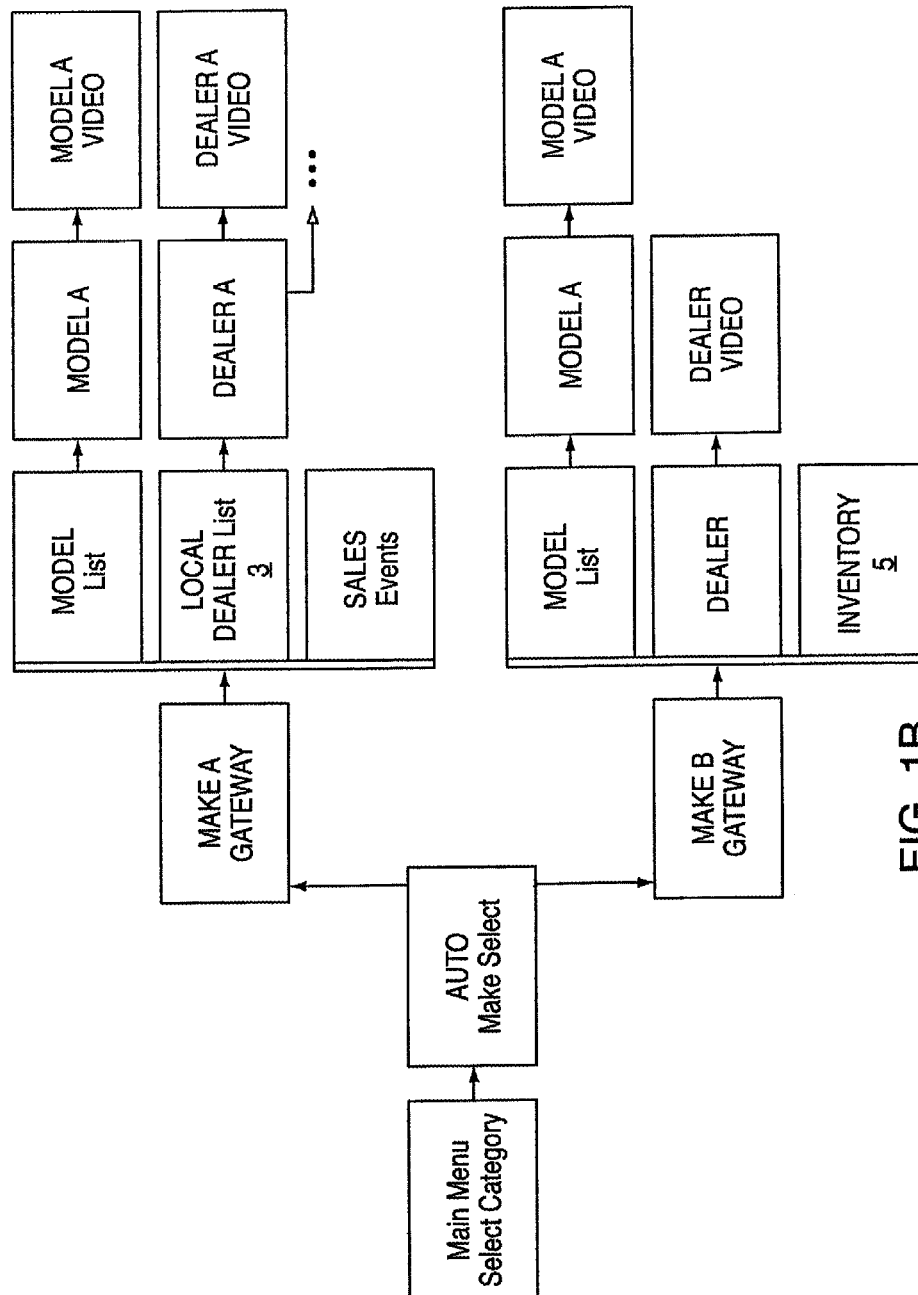 Main Menu
Select Category
AUTO
Make Select
MAKE A
GATEWAY
MODEL
List
MODEL A
MODEL A
VIDEO
LOCAL
DEALER List
3
DEALER A
DEALER A
VIDEO
...
SALES
Events
MAKE B
GATEWAY
MODEL
List
MODEL A
MODEL A
VIDEO
DEALER
DEALER
VIDEO
INVENTORY
5
FIG. 1B